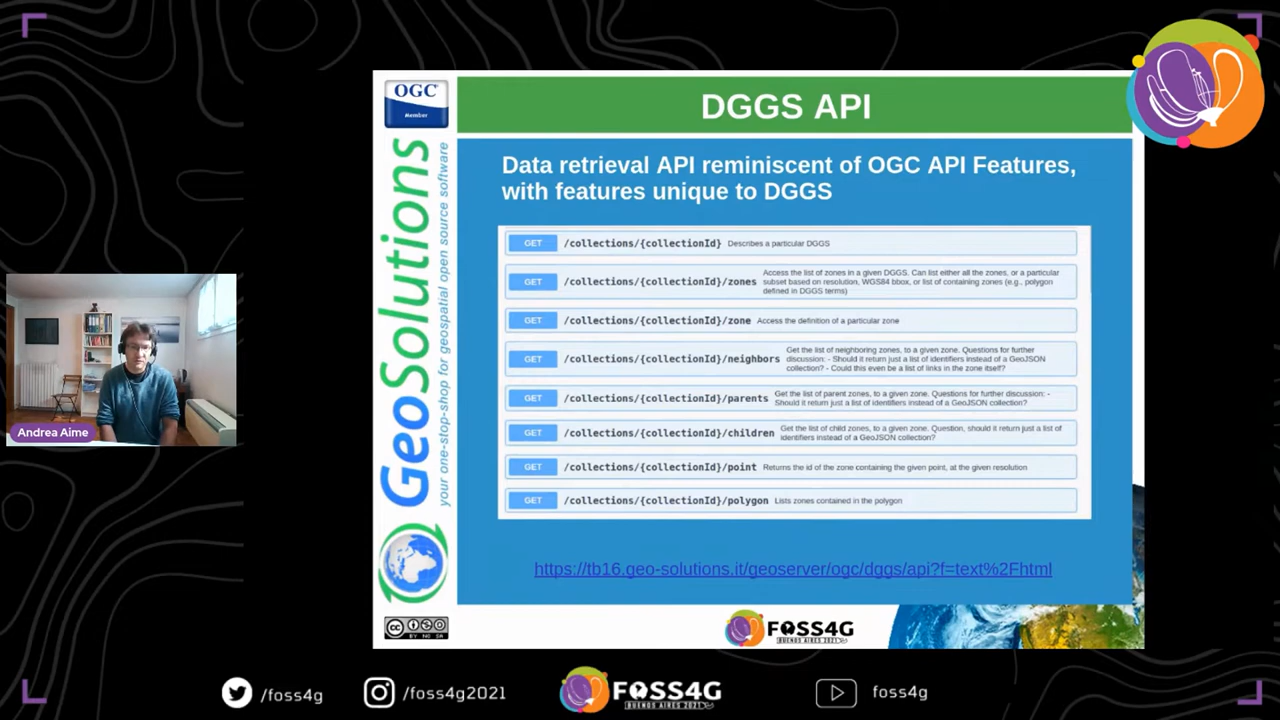 OGC
Member
DGGS API
GeoSolutions
your one-stop-shop for geospatial open source software
Data retrieval API reminiscent of OGC API Features,
with features unique to DGGS
GET /collections/{collectionId} Describes a particular DGGS
GET /collections/{collectionId}/zones Access the list of zones in a given DGGS. Can list either all the zones, or a particular
subset based on resolution, WGS84 bbox, or list of containing zones (e.g., polygon
defined in DGGS terms)
GET /collections/{collectionId}/zone Access the definition of a particular zone
GET /collections/{collectionId}/neighbors Get the list of neighboring zones, to a given zone. Questions for further
discussion: - Should it return just a list of identifiers instead of a GeoJSON
collection? - Could this even be a list of links in the zone itself?
GET /collections/{collectionId}/parents Get the list of parent zones, to a given zone. Questions for further discussion: -
Should it return just a list of identifiers instead of a GeoJSON collection?
GET /collections/{collectionId}/children Get the list of child zones, to a given zone. Question, should it return just a list of
identifiers instead of a GeoJSON collection?
GET /collections/{collectionId}/point Returns the id of the zone containing the given point, at the given resolution
GET /collections/{collectionId}/polygon Lists zones contained in the polygon
https://tb16.geo-solutions.it/geoserver/ogc/dggs/api?f=text%2Fhtml
Andrea Aime
cc
BY NC SA
FOSS4G
BUENOS AIRES 2021
/foss4g
/foss4g2021
FOSS4G
BUENOS AIRES 2021
foss4g